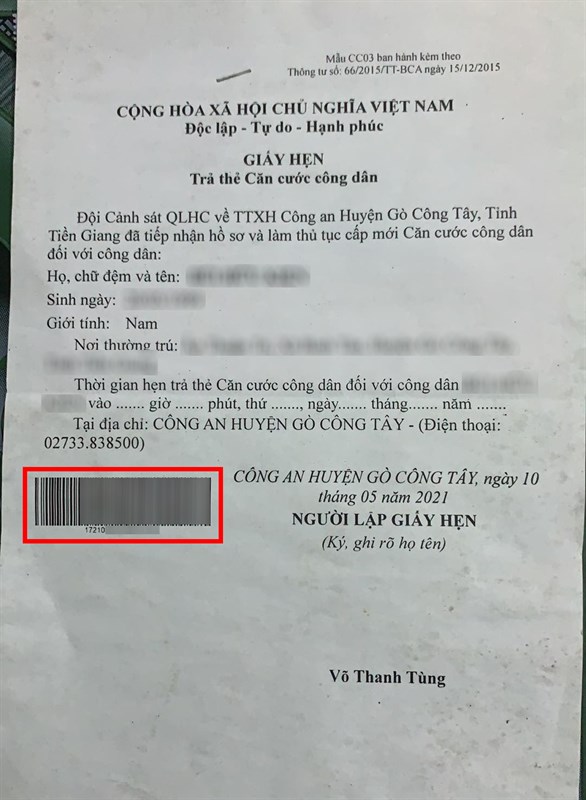 Mẫu CC03 ban hành kèm theo
Thông tư số: 66/2015/TT-BCA ngày 15/12/2015
CỘNG HÒA XÃ HỘI CHỦ NGHĨA VIỆT NAM
Độc lập - Tự do - Hạnh phúc
GIẤY HẸN
Trả thẻ Căn cước công dân
Đội Cảnh sát QLHC về TTXH Công an Huyện Gò Công Tây, Tỉnh
Tiền Giang đã tiếp nhận hồ sơ và làm thủ tục cấp mới Căn cước công dân
đối với công dân:
Họ, chữ đệm và tên:
Sinh ngày:
Giới tính: Nam
Nơi thường trú:
Thời gian hẹn trả thẻ Căn cước công dân đối với công dân
vào ....... giờ ....... phút, thứ ......., ngày....... tháng....... năm .......
Tại địa chỉ: CÔNG AN HUYỆN GÒ CÔNG TÂY - (Điện thoại:
02733.838500)
CÔNG AN HUYỆN GÒ CÔNG TÂY, ngày 10
tháng 05 năm 2021
NGƯỜI LẬP GIẤY HẸN
(Ký, ghi rõ họ tên)
17210
Võ Thanh Tùng